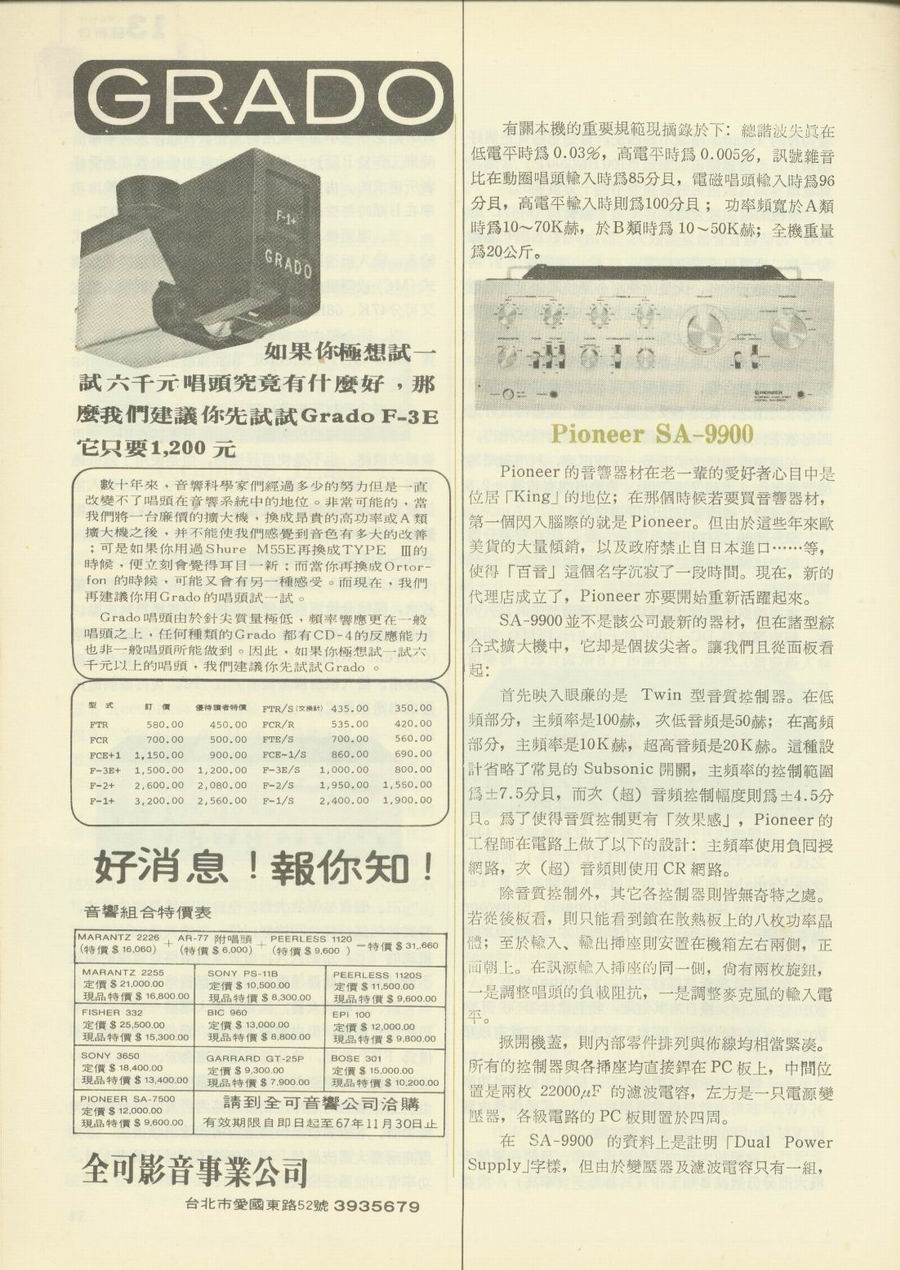 GRADO
F-1+
GRADO
如果你極想試一
試六千元唱頭究竟有什麼好，那
麼我們建議你先試試Grado F-3E
它只要1,200 元
數十年來，音響科學家們經過多少的努力但是一直
改變不了唱頭在音響系統中的地位。非常可能的，當
我們將一台廉價的擴大機，換成昂貴的高功率或A 類
擴大機之後，并不能使我們感覺到音色有多大的改善
；可是如果你用過Shure M55E再換成TYPE Ⅲ的
時候，便立刻會覺得耳目一新；而當你再換成Ortor-
fon 的時候，可能又會有另一種感受。而現在，我們
再建議你用Grado的唱頭試一試。
Grado唱頭由於針尖質量極低，頻率響應更在一般
唱頭之上，任何種類的Grado 都有CD-4的反應能力
也非一般唱頭所能做到。因此，如果你極想試一試六
千元以上的唱頭，我們建議你先試試Grado 。
型 式 訂 價 優待讀者特價 FTR/S(交換針) 435.00 350.00
FTR 580.00 450.00 FCR/R 535.00 420.00
FCR 700.00 500.00 FTE/S 700.00 560.00
FCE+1 1,150.00 900.00 FCE-1/S 860.00 690.00
F-3E+ 1,500.00 1,200.00 F-3E/S 1,000.00 800.00
F-2+ 2,600.00 2,080.00 F-2/S 1,950.00 1,560.00
F-1+ 3,200.00 2,560.00 F-1/S 2,400.00 1,900.00
好消息！報你知！
音響組合特價表
MARANTZ 2226 + AR-77 附唱頭 + PEERLESS 1120 —特價＄31,660
(特價＄16,060) (特價＄6,000) (特價＄9,600 )
MARANTZ 2255 SONY PS-11B PEERLESS 1120S
定價＄21,000.00 定價＄10,500.00 定價＄11,500.00
現品特價＄16,800.00 現品特價＄8,300.00 現品特價＄9,600.00
FISHER 332 BIC 960 EPI 100
定價＄25,500.00 定價＄13,000.00 定價＄12,000.00
現品特價＄15,300.00 現品特價＄8,800.00 現品特價＄9,800.00
SONY 3650 GARRARD GT-25P BOSE 301
定價＄18,400.00 定價＄9,300.00 定價＄15,000.00
現品特價＄13,400.00 現品特價＄7,900.00 現品特價＄10,200.00
PIONEER SA-7500 請到全可音響公司洽購
定價＄12,000.00
現品特價＄9,600.00 有效期限自即日起至67年11月30日止
全可影音事業公司
台北市愛國東路52號 3935679
有關本機的重要規範現摘錄於下：總諧波失真在
低電平時爲 0.03%，高電平時爲 0.005%，訊號雜音
比在動圈唱頭輸入時爲85分貝，電磁唱頭輸入時爲96
分貝，高電平輸入時則爲100分貝；功率頻寬於A類
時爲10～70K赫，於B類時爲 10～50K赫；全機重量
爲20公斤。
PIONEER
Pioneer SA-9900
Pioneer 的音響器材在老一輩的愛好者心目中是
位居「King」的地位；在那個時候若要買音響器材，
第一個閃入腦際的就是 Pioneer。但由於這些年來歐
美貨的大量傾銷，以及政府禁止自日本進口……等，
使得「百音」這個名字沉寂了一段時間。現在，新的
代理店成立了，Pioneer 亦要開始重新活躍起來。
SA-9900並不是該公司最新的器材，但在諸型綜
合式擴大機中，它却是個拔尖者。讓我們且從面板看
起：
首先映入眼廉的是 Twin 型音質控制器。在低
頻部分，主頻率是100赫，次低音頻是50赫；在高頻
部分，主頻率是10K赫，超高音頻是20K赫。這種設
計省略了常見的 Subsonic 開關，主頻率的控制範圍
爲±7.5分貝，而次（超）音頻控制幅度則爲±4.5分
貝。爲了使得音質控制更有「效果感」，Pioneer 的
工程師在電路上做了以下的設計：主頻率使用負回授
網路，次（超）音頻則使用 CR 網路。
除音質控制外，其它各控制器則皆無奇特之處。
若從後板看，則只能看到鎖在散熱板上的八枚功率晶
體；至於輸入、輸出揷座則安置在機箱左右兩側，正
面朝上。在訊源輸入揷座的同一側，尙有兩枚旋鈕，
一是調整唱頭的負載阻抗，一是調整麥克風的輸入電
平。
掀開機蓋，則內部零件排列與佈線均相當緊凑。
所有的控制器與各揷座均直接銲在 PC 板上，中間位
置是兩枚 22000μF 的濾波電容，左方是一只電源變
壓器，各級電路的 PC 板則置於四周。
在 SA-9900 的資料上是註明「Dual Power
Supply」字樣，但由於變壓器及濾波電容只有一組，